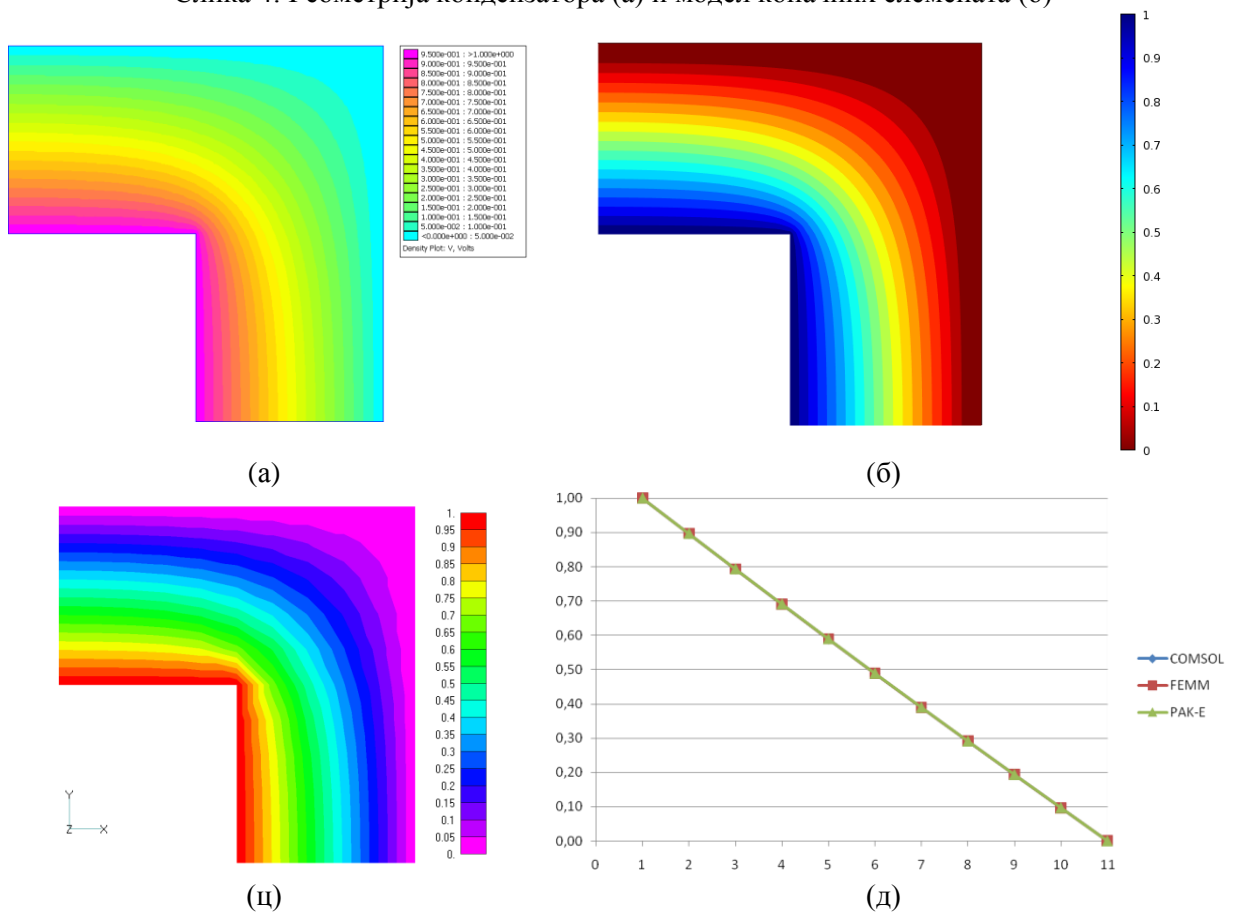 Слика 4. Геометрија кондензатора (а) и модел коначних елемената (б)
9.500e-001 : >1.000e+000
9.000e-001 : 9.500e-001
8.500e-001 : 9.000e-001
8.000e-001 : 8.500e-001
7.500e-001 : 8.000e-001
7.000e-001 : 7.500e-001
6.500e-001 : 7.000e-001
6.000e-001 : 6.500e-001
5.500e-001 : 6.000e-001
5.000e-001 : 5.500e-001
4.500e-001 : 5.000e-001
4.000e-001 : 4.500e-001
3.500e-001 : 4.000e-001
3.000e-001 : 3.500e-001
2.500e-001 : 3.000e-001
2.000e-001 : 2.500e-001
1.500e-001 : 2.000e-001
1.000e-001 : 1.500e-001
5.000e-002 : 1.000e-001
<0.000e+000 : 5.000e-002
Density Plot: V, Volts
1
0.9
0.8
0.7
0.6
0.5
0.4
0.3
0.2
0.1
0
(а)
(б)
1.
0.95
0.9
0.85
0.8
0.75
0.7
0.65
0.6
0.55
0.5
0.45
0.4
0.35
0.3
0.25
0.2
0.15
0.1
0.05
0.
Y
Z X
(ц)
1,00
0,90
0,80
0,70
0,60
0,50
0,40
0,30
0,20
0,10
0,00
0 1 2 3 4 5 6 7 8 9 10 11
COMSOL
FEMM
PAK-E
(д)